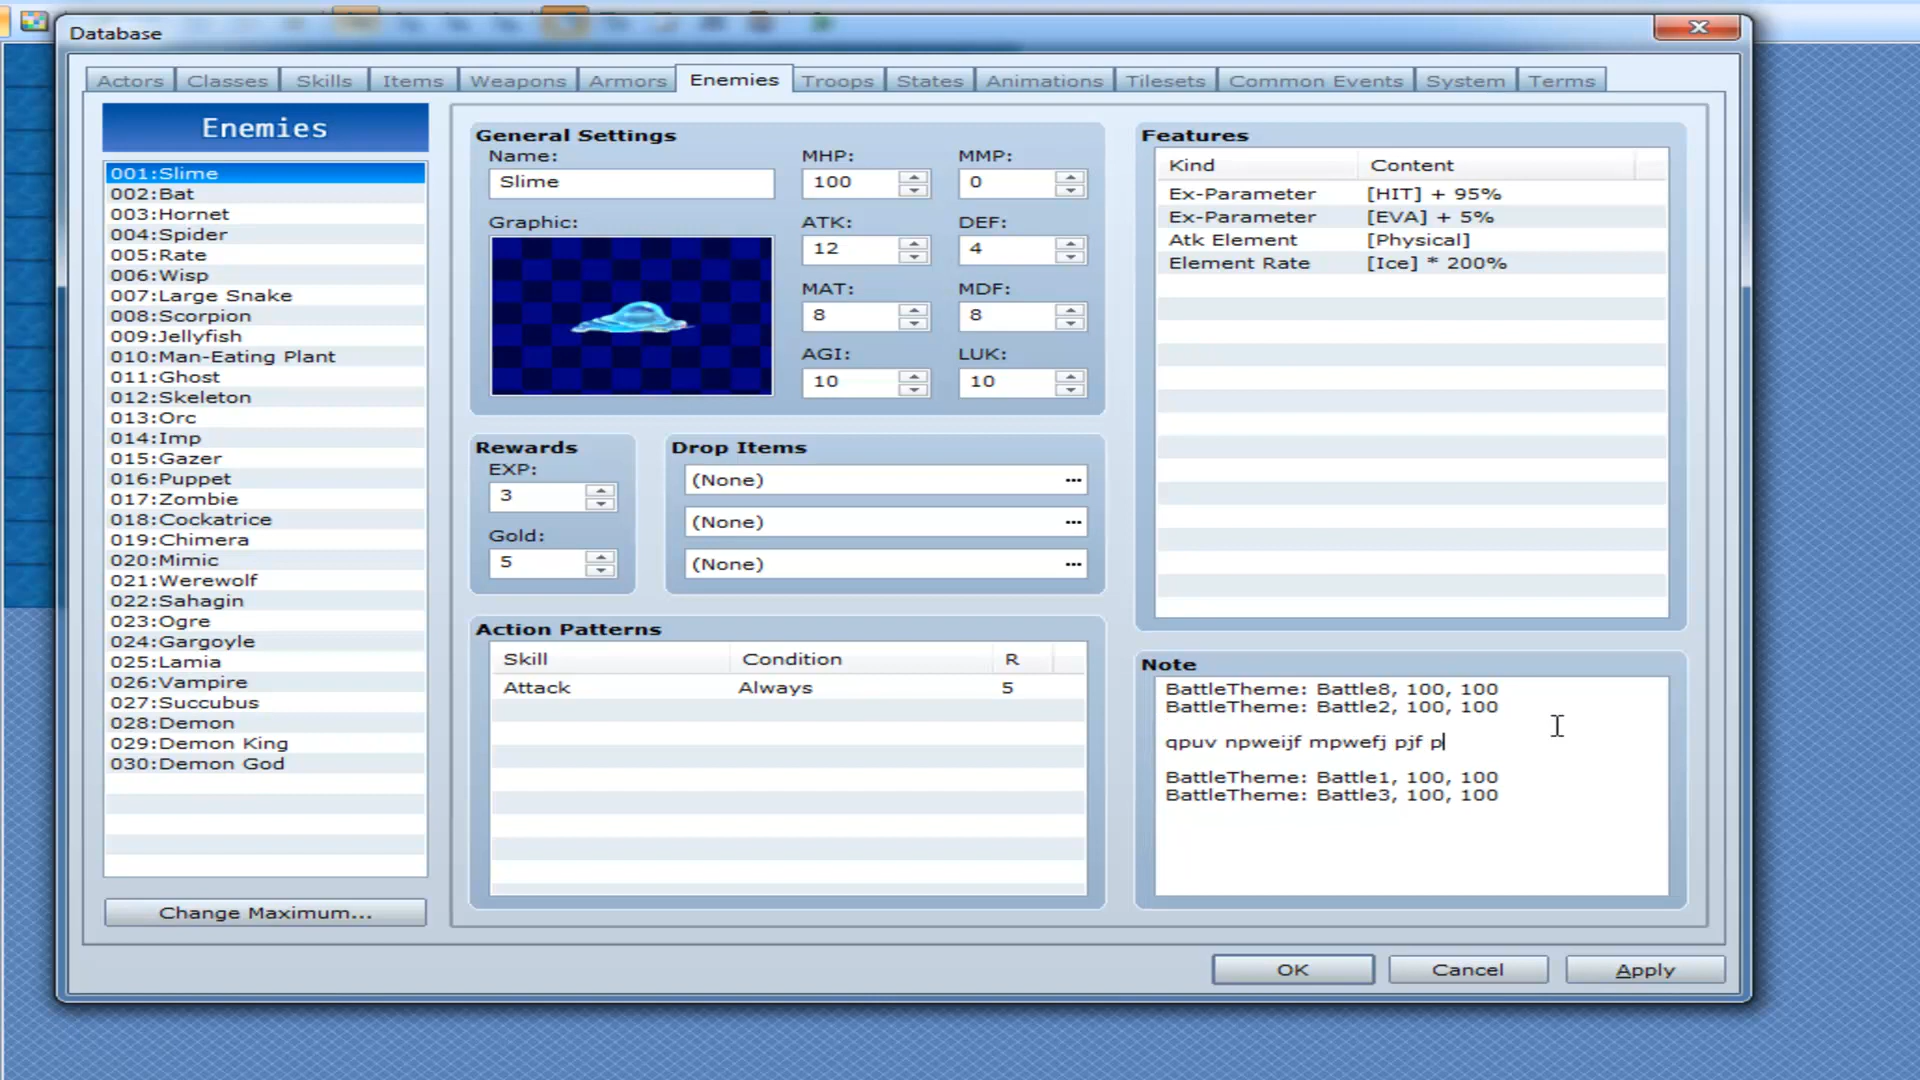 Database
Actors Classes Skills Items Weapons Armors Enemies Troops States Animations Tilesets Common Events System Terms
Enemies
001:Slime
002:Bat
003:Hornet
004:Spider
005:Rate
006:Wisp
007:Large Snake
008:Scorpion
009:Jellyfish
010:Man-Eating Plant
011:Ghost
012:Skeleton
013:Orc
014:Imp
015:Gazer
016:Puppet
017:Zombie
018:Cockatrice
019:Chimera
020:Mimic
021:Werewolf
022:Sahagin
023:Ogre
024:Gargoyle
025:Lamia
026:Vampire
027:Succubus
028:Demon
029:Demon King
030:Demon God
Change Maximum...
General Settings
Name:
Slime
Graphic:
MHP: MMP:
100 0
ATK: DEF:
12 4
MAT: MDF:
8 8
AGI: LUK:
10 10
Rewards
EXP:
3
Gold:
5
Drop Items
(None) ...
(None) ...
(None) ...
Action Patterns
Skill Condition R
Attack Always 5
Features
Kind Content
Ex-Parameter [HIT] + 95%
Ex-Parameter [EVA] + 5%
Atk Element [Physical]
Element Rate [Ice] * 200%
Note
BattleTheme: Battle8, 100, 100
BattleTheme: Battle2, 100, 100
qpuv npweijf mpwefj pjf p
BattleTheme: Battle1, 100, 100
BattleTheme: Battle3, 100, 100
OK Cancel Apply